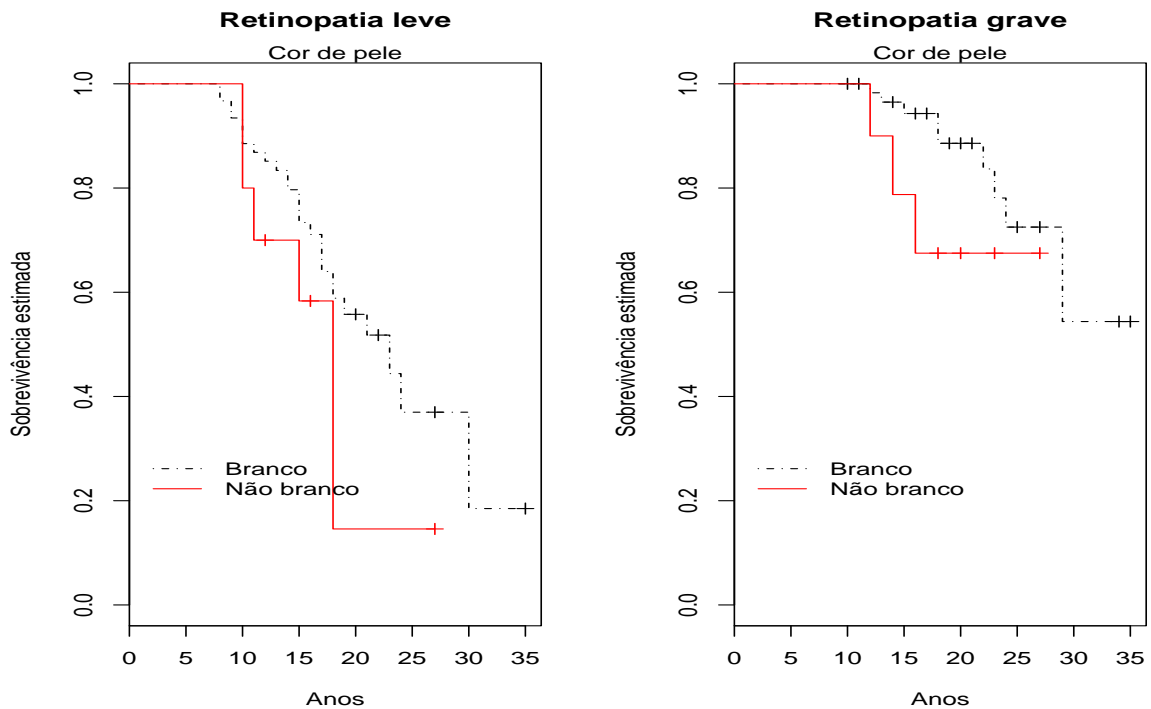 Retinopatia leve
Cor de pele
Sobrevivência estimada
1.0
0.8
0.6
0.4
0.2
0.0
Branco
Não branco
0 5 10 15 20 25 30 35
Anos
Retinopatia grave
Cor de pele
Sobrevivência estimada
1.0
0.8
0.6
0.4
0.2
0.0
Branco
Não branco
0 5 10 15 20 25 30 35
Anos